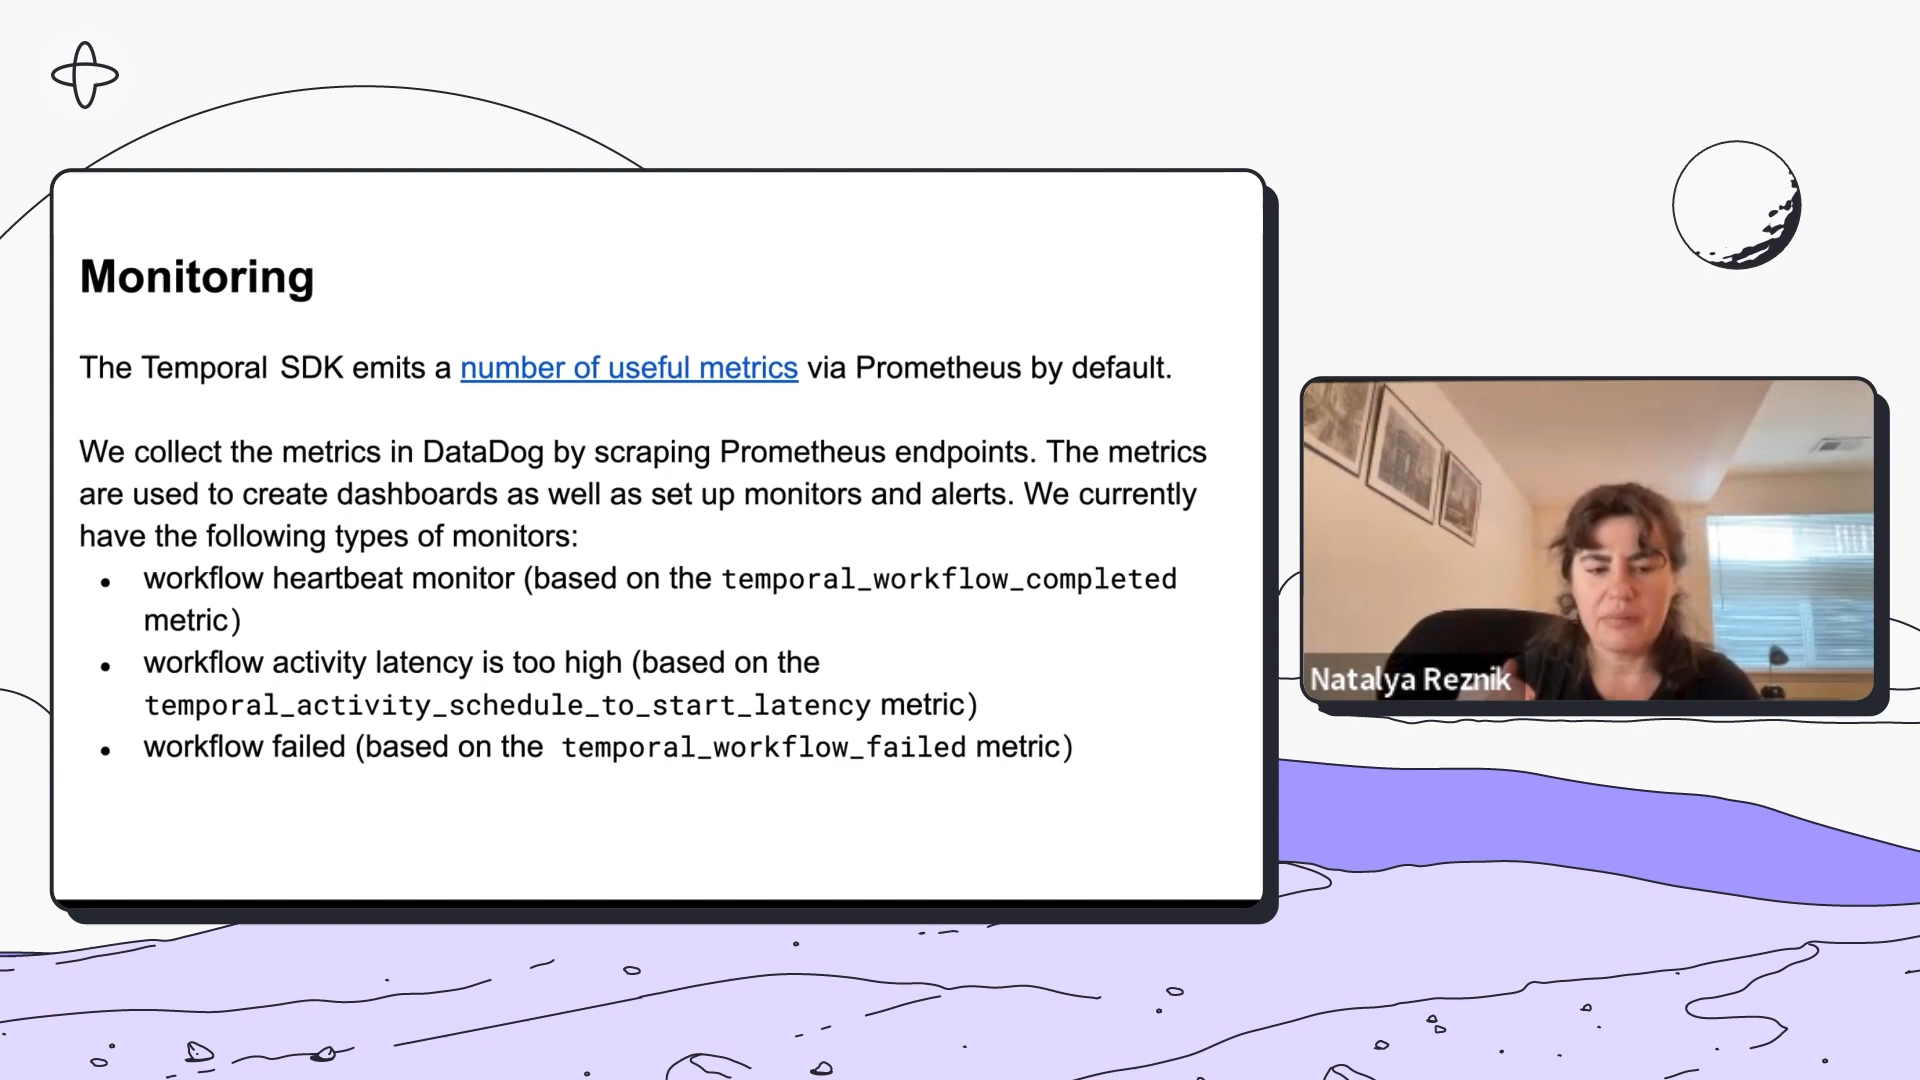 Monitoring
The Temporal SDK emits a number of useful metrics via Prometheus by default.
We collect the metrics in DataDog by scraping Prometheus endpoints. The metrics
are used to create dashboards as well as set up monitors and alerts. We currently
have the following types of monitors:
• workflow heartbeat monitor (based on the temporal_workflow_completed
metric)
• workflow activity latency is too high (based on the
temporal_activity_schedule_to_start_latency metric)
• workflow failed (based on the temporal_workflow_failed metric)
Natalya Reznik